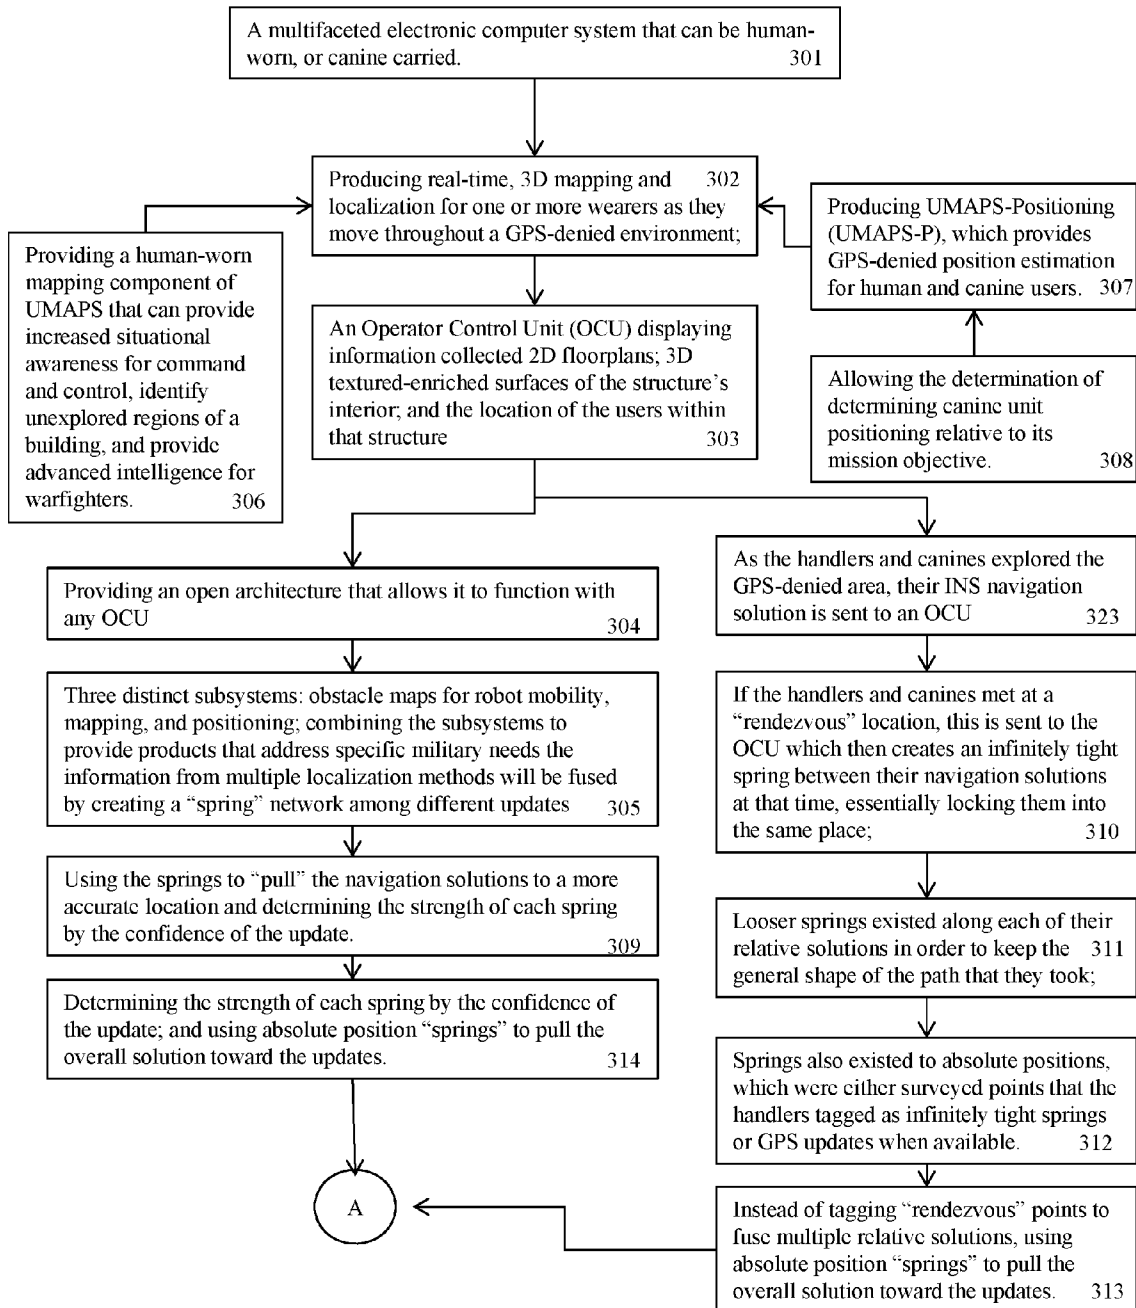 A multifaceted electronic computer system that can be human-
worn, or canine carried. 301
Producing real-time, 3D mapping and 302
localization for one or more wearers as they
move throughout a GPS-denied environment;
Producing UMAPS-Positioning
(UMAPS-P), which provides
GPS-denied position estimation
for human and canine users. 307
Providing a human-worn
mapping component of
UMAPS that can provide
increased situational
awareness for command
and control, identify
unexplored regions of a
building, and provide
advanced intelligence for
warfighters. 306
An Operator Control Unit (OCU) displaying
information collected 2D floorplans; 3D
textured-enriched surfaces of the structure's
interior; and the location of the users within
that structure 303
Allowing the determination of
determining canine unit
positioning relative to its
mission objective. 308
Providing an open architecture that allows it to function with
any OCU 304
Three distinct subsystems: obstacle maps for robot mobility,
mapping, and positioning; combining the subsystems to
provide products that address specific military needs the
information from multiple localization methods will be fused
by creating a “spring” network among different updates 305
Using the springs to “pull” the navigation solutions to a more
accurate location and determining the strength of each spring
by the confidence of the update. 309
Determining the strength of each spring by the confidence of
the update; and using absolute position “springs” to pull the
overall solution toward the updates. 314
A
As the handlers and canines explored the
GPS-denied area, their INS navigation
solution is sent to an OCU 323
If the handlers and canines met at a
“rendezvous” location, this is sent to the
OCU which then creates an infinitely tight
spring between their navigation solutions
at that time, essentially locking them into
the same place; 310
Looser springs existed along each of their
relative solutions in order to keep the 311
general shape of the path that they took;
Springs also existed to absolute positions,
which were either surveyed points that the
handlers tagged as infinitely tight springs
or GPS updates when available. 312
Instead of tagging “rendezvous” points to
fuse multiple relative solutions, using
absolute position “springs” to pull the
overall solution toward the updates. 313